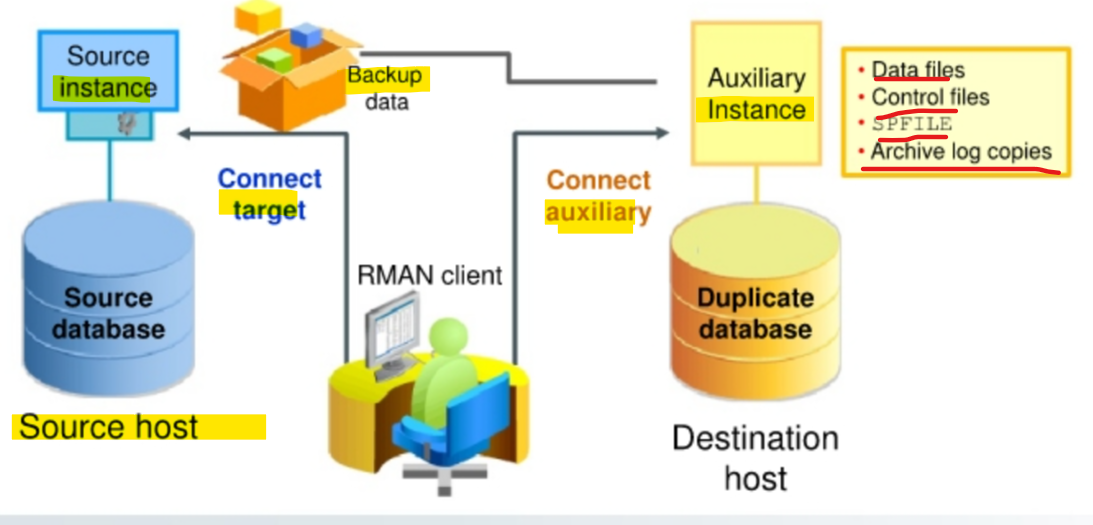 Source
instance
Backup
data
Auxiliary
Instance
• Data files
• Control files
• SPFILE
• Archive log copies
Connect
target
Connect
auxiliary
RMAN client
Source
database
Duplicate
database
Source host
Destination
host